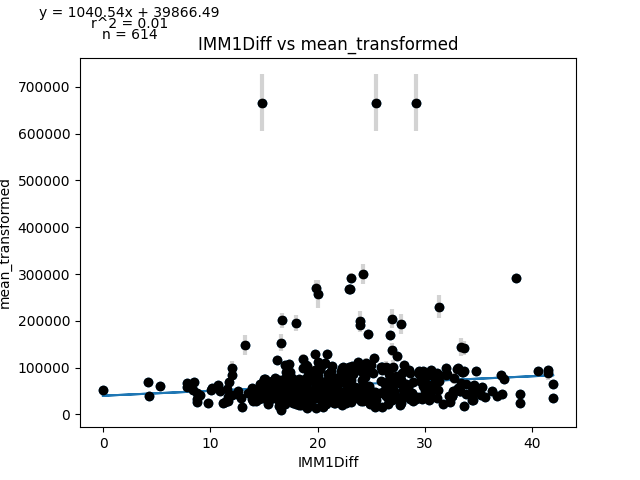 y = 1040.54x + 39866.49
r^2 = 0.01
n = 614
IMM1Diff vs mean_transformed
700000
600000
500000
400000
300000
200000
100000
0
mean_transformed
0 10 20 30 40
IMM1Diff